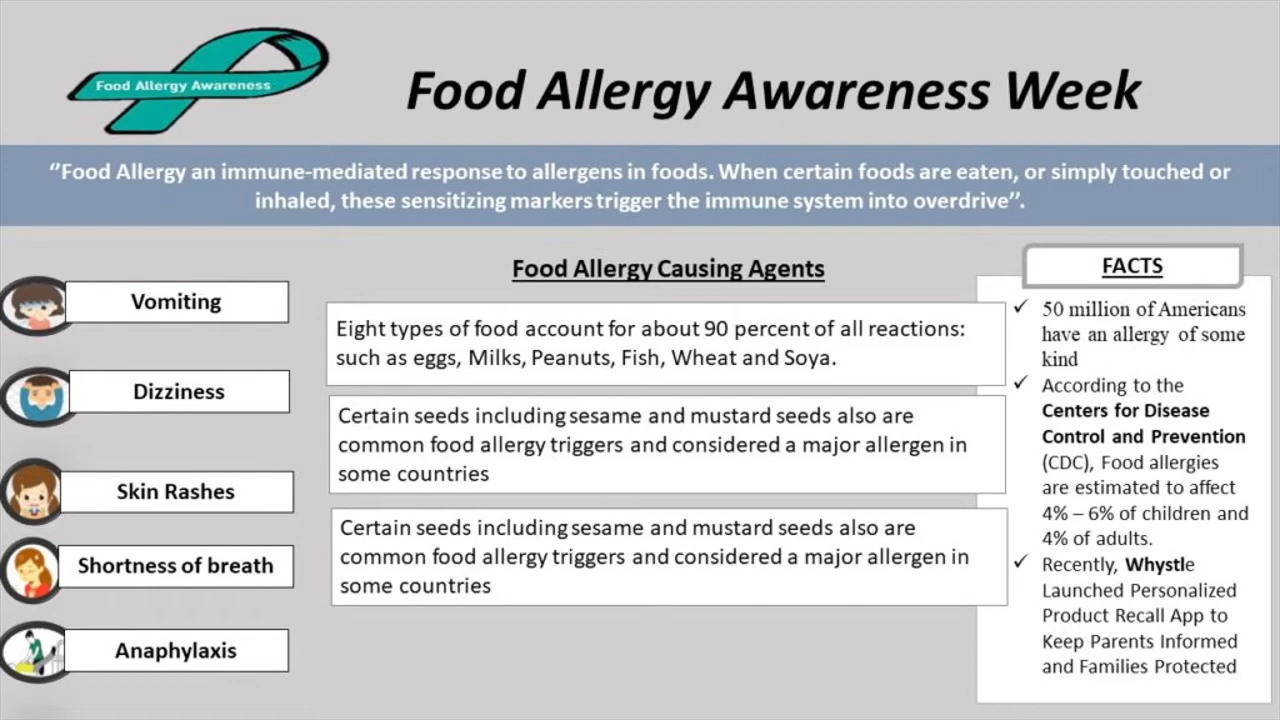 Food Allergy Awareness
Food Allergy Awareness Week
‘’Food Allergy an immune-mediated response to allergens in foods. When certain foods are eaten, or simply touched or
inhaled, these sensitizing markers trigger the immune system into overdrive’’.
Vomiting
Dizziness
Skin Rashes
Shortness of breath
Anaphylaxis
Food Allergy Causing Agents
Eight types of food account for about 90 percent of all reactions:
such as eggs, Milks, Peanuts, Fish, Wheat and Soya.
Certain seeds including sesame and mustard seeds also are
common food allergy triggers and considered a major allergen in
some countries
Certain seeds including sesame and mustard seeds also are
common food allergy triggers and considered a major allergen in
some countries
FACTS
✓ 50 million of Americans
have an allergy of some
kind
✓ According to the
Centers for Disease
Control and Prevention
(CDC), Food allergies
are estimated to affect
4% – 6% of children and
4% of adults.
✓ Recently, Whystle
Launched Personalized
Product Recall App to
Keep Parents Informed
and Families Protected